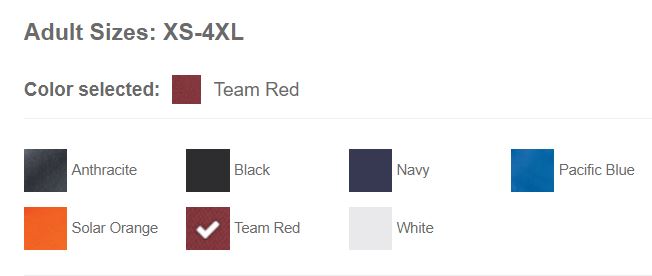 Adult Sizes: XS-4XL
Color selected: Team Red
Anthracite Black Navy Pacific Blue
Solar Orange Team Red White